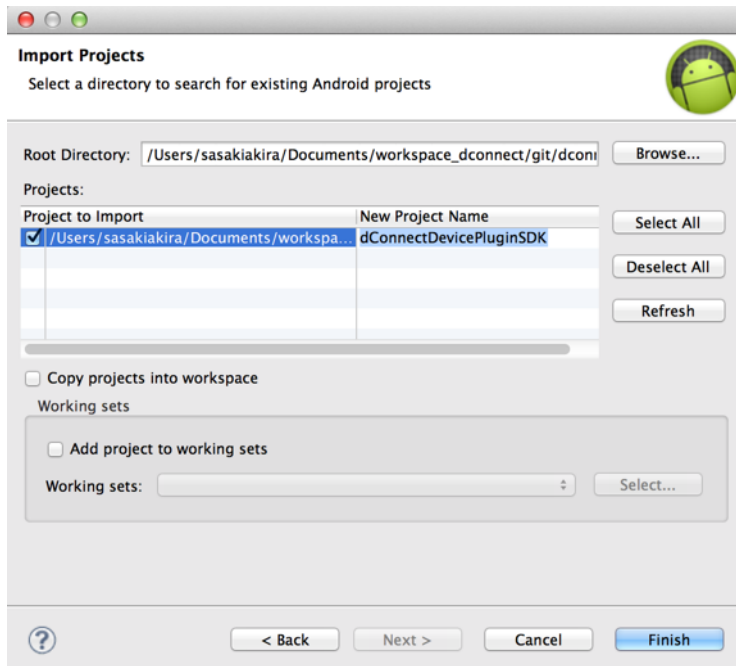 Import Projects
Select a directory to search for existing Android projects
Root Directory: /Users/sasakiakira/Documents/workspace_dconnect/git/dconn Browse...
Projects:
Project to Import New Project Name
/Users/sasakiakira/Documents/workspa... dConnectDevicePluginSDK
Select All
Deselect All
Refresh
Copy projects into workspace
Working sets
Add project to working sets
Working sets: Select...
? < Back Next > Cancel Finish